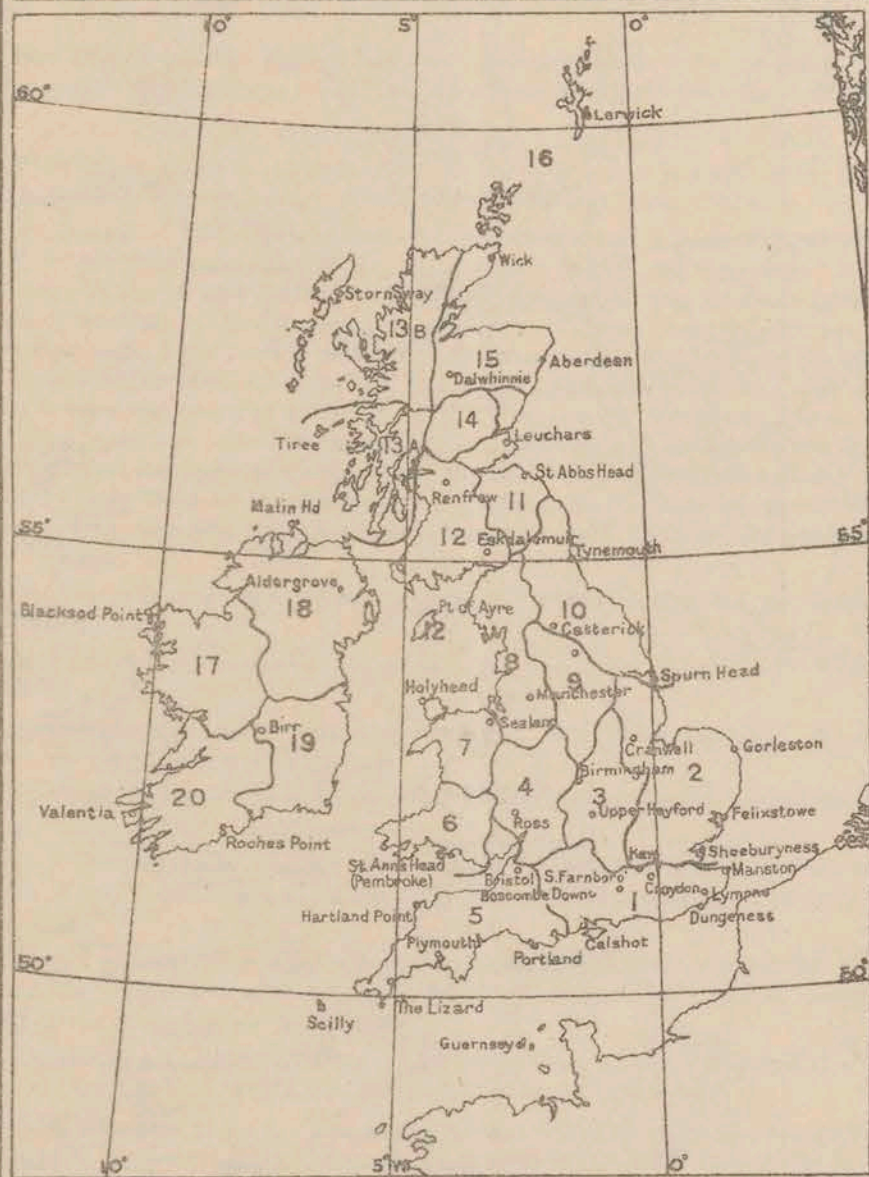 10°
5°
0°
60°
Lerwick
16
Wick
Stornoway
13 B
15
Aberdeen
Dalwhinnie
14
Leuchars
Tiree
13 A
St Abbs Head
Renfrew
11
Malin Hd
55°
12
Eskdalemuir
55°
Tynemouth
Aldergrove
18
Pt of Ayre
Blacksod Point
12
10
Catterick
17
8
9
Spurn Head
Holyhead
Manchester
Birr
19
Sealand
7
Cranwell
Gorleston
4
Birmingham
2
20
3
Upper Heyford
Valentia
Ross
Felixstowe
6
Roches Point
Kew
Shoeburyness
St. Ann's Head
(Pembroke)
Bristol
S. Farnboro
Manston
Boscombe Down
Croydon
Lympne
1
Hartland Point
5
Dungeness
Plymouth
Calshot
Portland
50°
50°
The Lizard
Scilly
Guernsey
10°
5°W
0°